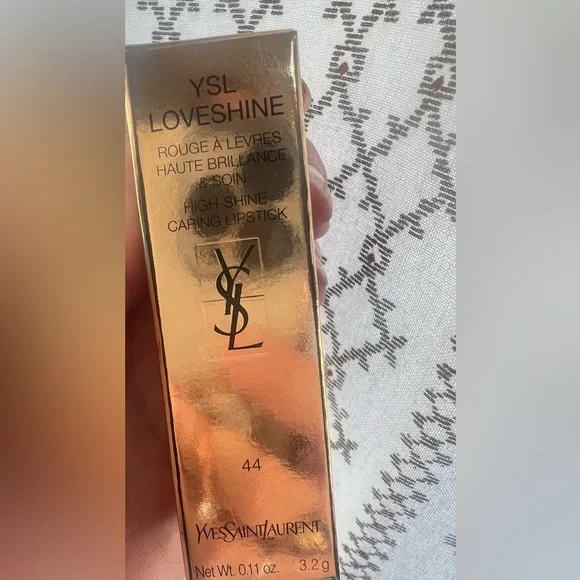 YSL
LOVESHINE
ROUGE À LÈVRES
HAUTE BRILLANCE
& SOIN
HIGH-SHINE
CARING LIPSTICK
YSL
44
YVESSAINTLAURENT
Net Wt. 0.11 oz. 3.2 g